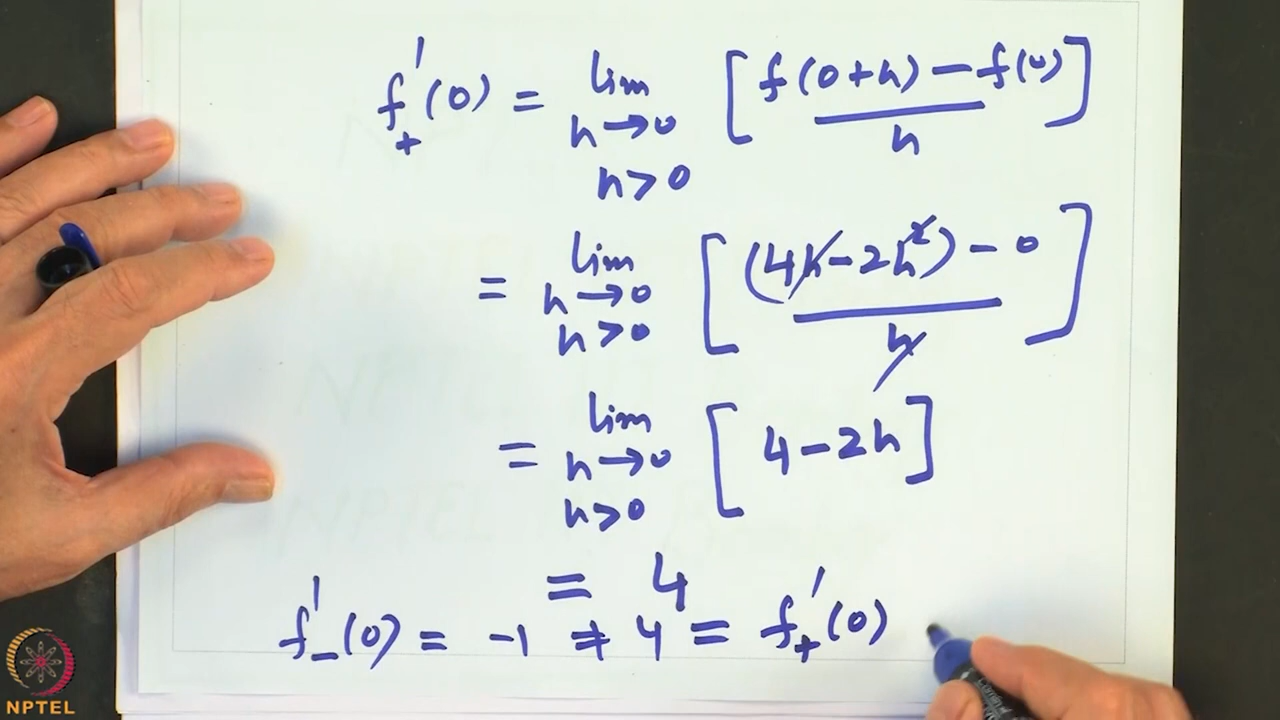 f₊′(0) = lim h→0 h>0 [ (f(0+h) − f(0)) / h ]
= lim h→0 h>0 [ ((4h − 2h²) − 0) / h ]
= lim h→0 h>0 [ 4 − 2h ]
= 4
f₋′(0) = −1 ≠ 4 = f₊′(0)
NPTEL